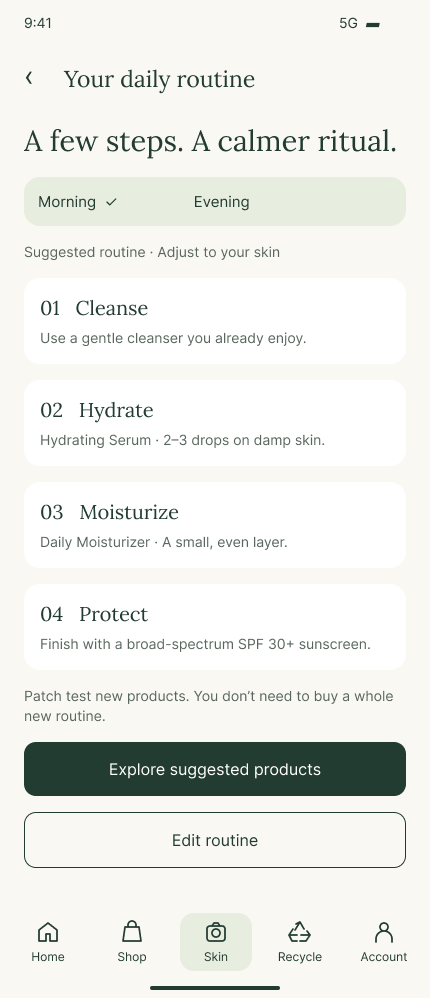 9:41
5G
Your daily routine
A few steps. A calmer ritual.
Morning ✓
Evening
Suggested routine · Adjust to your skin
01 Cleanse
Use a gentle cleanser you already enjoy.
02 Hydrate
Hydrating Serum · 2–3 drops on damp skin.
03 Moisturize
Daily Moisturizer · A small, even layer.
04 Protect
Finish with a broad-spectrum SPF 30+ sunscreen.
Patch test new products. You don’t need to buy a whole
new routine.
Explore suggested products
Edit routine
Home
Shop
Skin
Recycle
Account